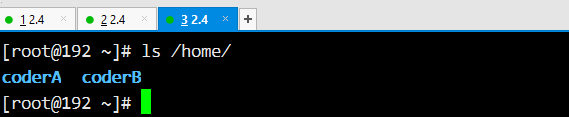 1 2.4 × 2 2.4 × 3 2.4 × +
[root@192 ~]# ls /home/
coderA  coderB
[root@192 ~]#